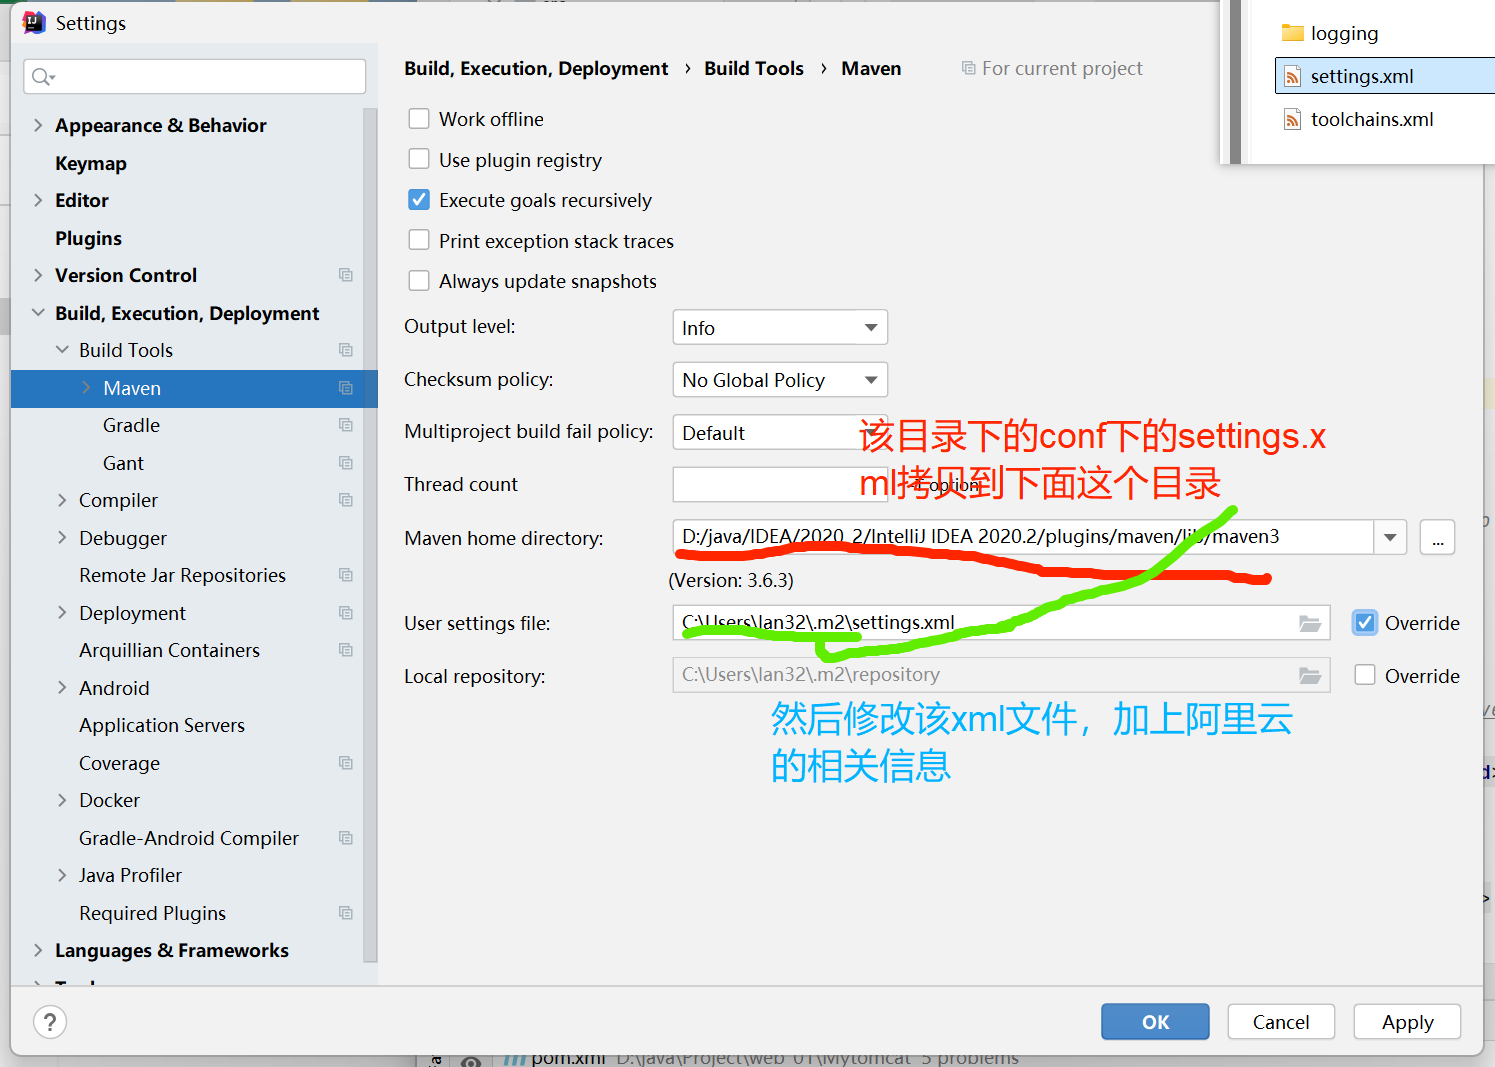 Settings
logging
settings.xml
toolchains.xml
Build, Execution, Deployment › Build Tools › Maven For current project
Appearance & Behavior
Keymap
Editor
Plugins
Version Control
Build, Execution, Deployment
Build Tools
Maven
Gradle
Gant
Compiler
Debugger
Remote Jar Repositories
Deployment
Arquillian Containers
Android
Application Servers
Coverage
Docker
Gradle-Android Compiler
Java Profiler
Required Plugins
Languages & Frameworks
Work offline
Use plugin registry
Execute goals recursively
Print exception stack traces
Always update snapshots
Output level: Info
Checksum policy: No Global Policy
Multiproject build fail policy: Default
该目录下的conf下的settings.x
ml拷贝到下面这个目录
Thread count
option
Maven home directory: D:/java/IDEA/2020_2/IntelliJ IDEA 2020.2/plugins/maven/lib/maven3 ...
(Version: 3.6.3)
User settings file: C:\Users\lan32\.m2\settings.xml Override
Local repository: C:\Users\lan32\.m2\repository Override
然后修改该xml文件，加上阿里云
的相关信息
? OK Cancel Apply
pom.xml D:\java\Project\web_01\Mytomcat 5 problems